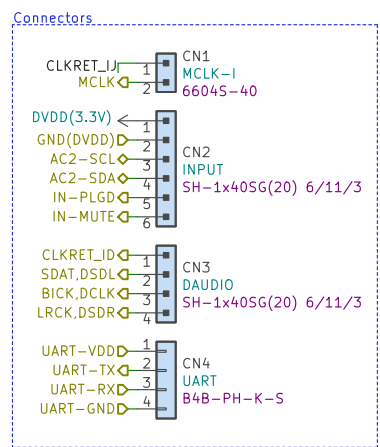 Connectors
CLKRET_IJ 1 CN1
MCLK 2 MCLK-I
6604S-40
DVDD(3.3V) 1
GND(DVDD) 2 CN2
AC2-SCL 3 INPUT
AC2-SDA 4 SH-1x40SG(20) 6/11/3
IN-PLGD 5
IN-MUTE 6
CLKRET_ID 1 CN3
SDAT,DSDL 2 DAUDIO
BICK,DCLK 3 SH-1x40SG(20) 6/11/3
LRCK,DSDR 4
UART-VDD 1 CN4
UART-TX 2 UART
UART-RX 3 B4B-PH-K-S
UART-GND 4